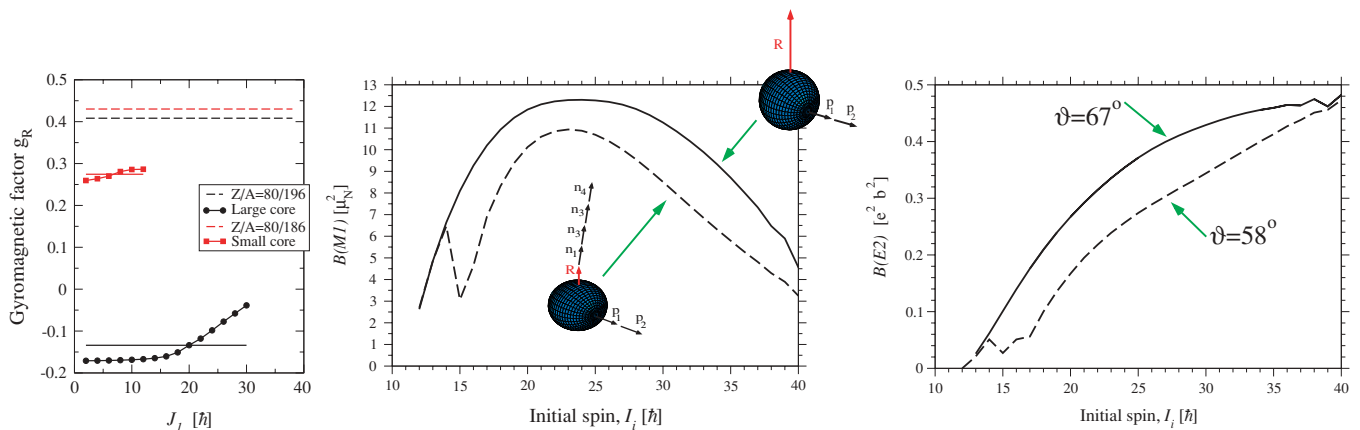 Gyromagnetic factor g_R
0.5
0.4
0.3
0.2
0.1
0
-0.1
-0.2
0
10
20
30
40
J_I [ħ]
Z/A=80/196
Large core
Z/A=80/186
Small core
B(M1) [μ_N^2]
13
12
11
10
9
8
7
6
5
4
3
2
1
0
10
15
20
25
30
35
40
Initial spin, I_i [ħ]
n_4
n_3
n_3
n_1
R
p_1
p_2
R
p_1
p_2
B(E2) [e^2 b^2]
0.5
0.4
0.3
0.2
0.1
0
10
15
20
25
30
35
40
Initial spin, I_i [ħ]
ϑ=67°
ϑ=58°